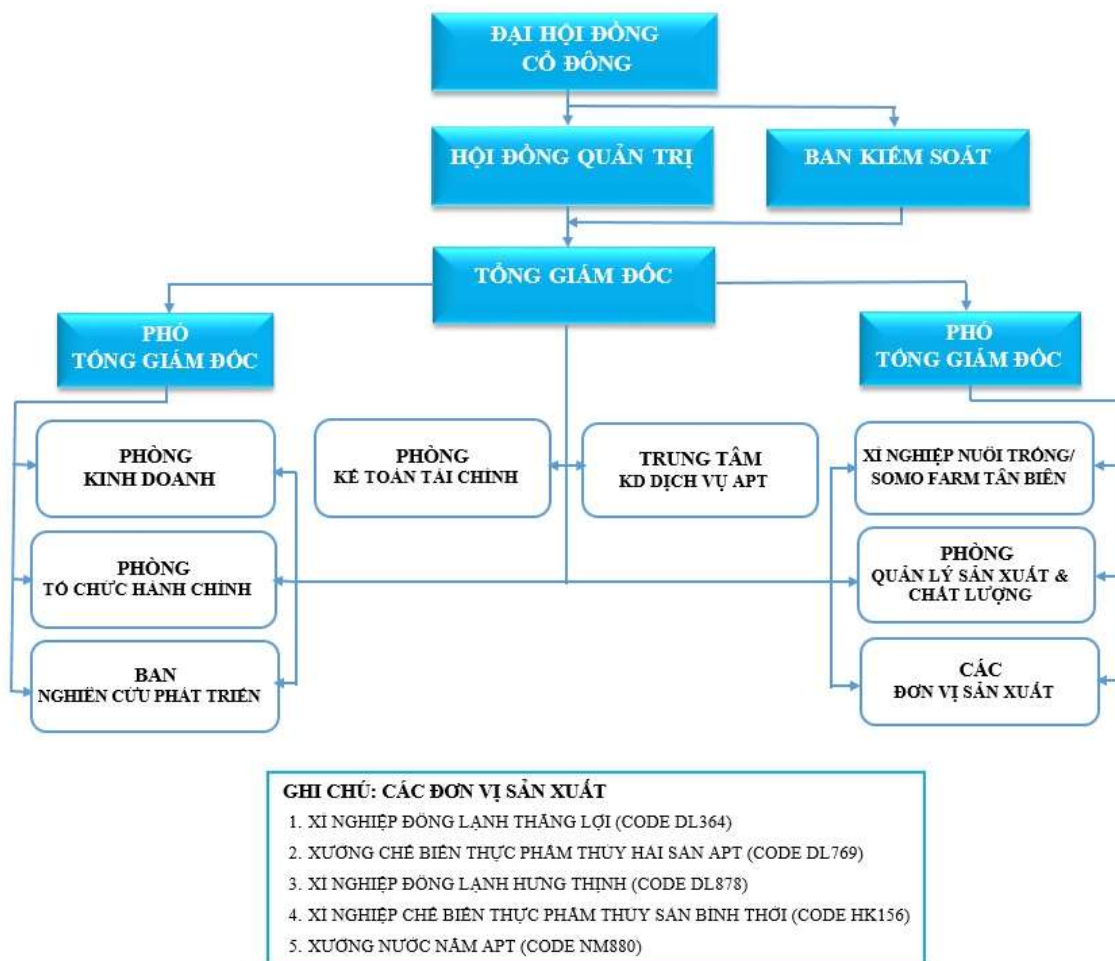 ĐẠI HỘI ĐỒNG
CỔ ĐÔNG
HỘI ĐỒNG QUẢN TRỊ
BAN KIỂM SOÁT
TỔNG GIÁM ĐỐC
PHÓ
TỔNG GIÁM ĐỐC
PHÓ
TỔNG GIÁM ĐỐC
PHÒNG
KINH DOANH
PHÒNG
KẾ TOÁN TÀI CHÍNH
TRUNG TÂM
KD DỊCH VỤ APT
XÍ NGHIỆP NUÔI TRỒNG/
SOMO FARM TÂN BIÊN
PHÒNG
TỔ CHỨC HÀNH CHÍNH
PHÒNG
QUẢN LÝ SẢN XUẤT &
CHẤT LƯỢNG
BAN
NGHIÊN CỨU PHÁT TRIỂN
CÁC
ĐƠN VỊ SẢN XUẤT
GHI CHÚ: CÁC ĐƠN VỊ SẢN XUẤT
1. XÍ NGHIỆP ĐÔNG LẠNH THẮNG LỢI (CODE DL364)
2. XƯỞNG CHẾ BIẾN THỰC PHẨM THỦY HẢI SẢN APT (CODE DL769)
3. XÍ NGHIỆP ĐÔNG LẠNH HƯNG THỊNH (CODE DL878)
4. XÍ NGHIỆP CHẾ BIẾN THỰC PHẨM THỦY SẢN BÌNH THỚI (CODE HK156)
5. XƯỞNG NƯỚC MẮM APT (CODE NM880)